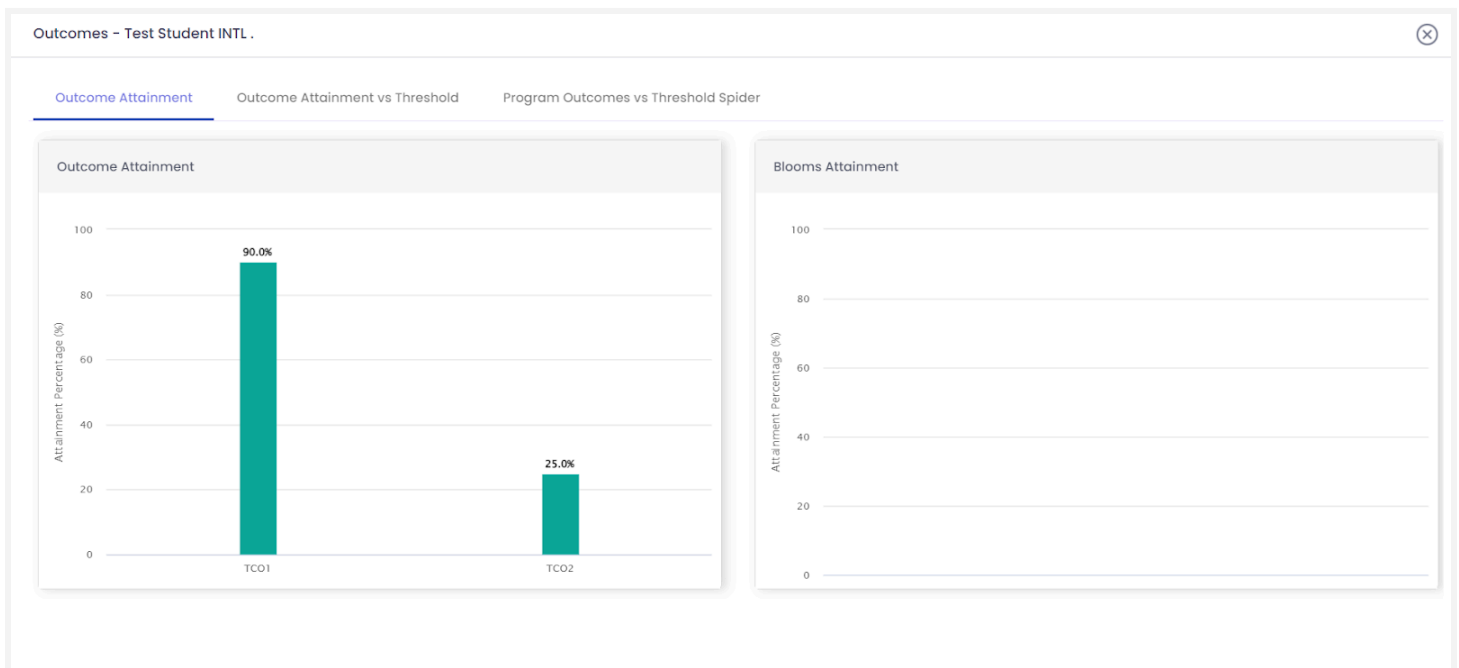 Outcomes - Test Student INTL .
Outcome Attainment
Outcome Attainment vs Threshold
Program Outcomes vs Threshold Spider
Outcome Attainment
Attainment Percentage (%)
100
80
60
40
20
0
90.0%
25.0%
TCO1
TCO2
Blooms Attainment
Attainment Percentage (%)
100
80
60
40
20
0